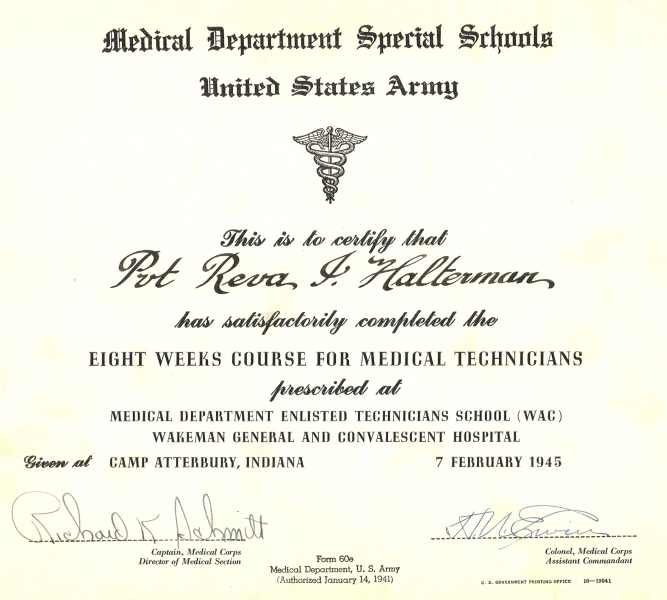 Medical Department Special Schools
United States Army
This is to certify that
Pvt Reva I. Halterman
has satisfactorily completed the
EIGHT WEEKS COURSE FOR MEDICAL TECHNICIANS
prescribed at
MEDICAL DEPARTMENT ENLISTED TECHNICIANS SCHOOL (WAC)
WAKEMAN GENERAL AND CONVALESCENT HOSPITAL
Given at CAMP ATTERBURY, INDIANA 7 FEBRUARY 1945
Richard K Schmitt
Captain, Medical Corps
Director of Medical Section
Form 60e
Medical Department, U. S. Army
(Authorized January 14, 1941)
Colonel, Medical Corps
Assistant Commandant
U. S. GOVERNMENT PRINTING OFFICE